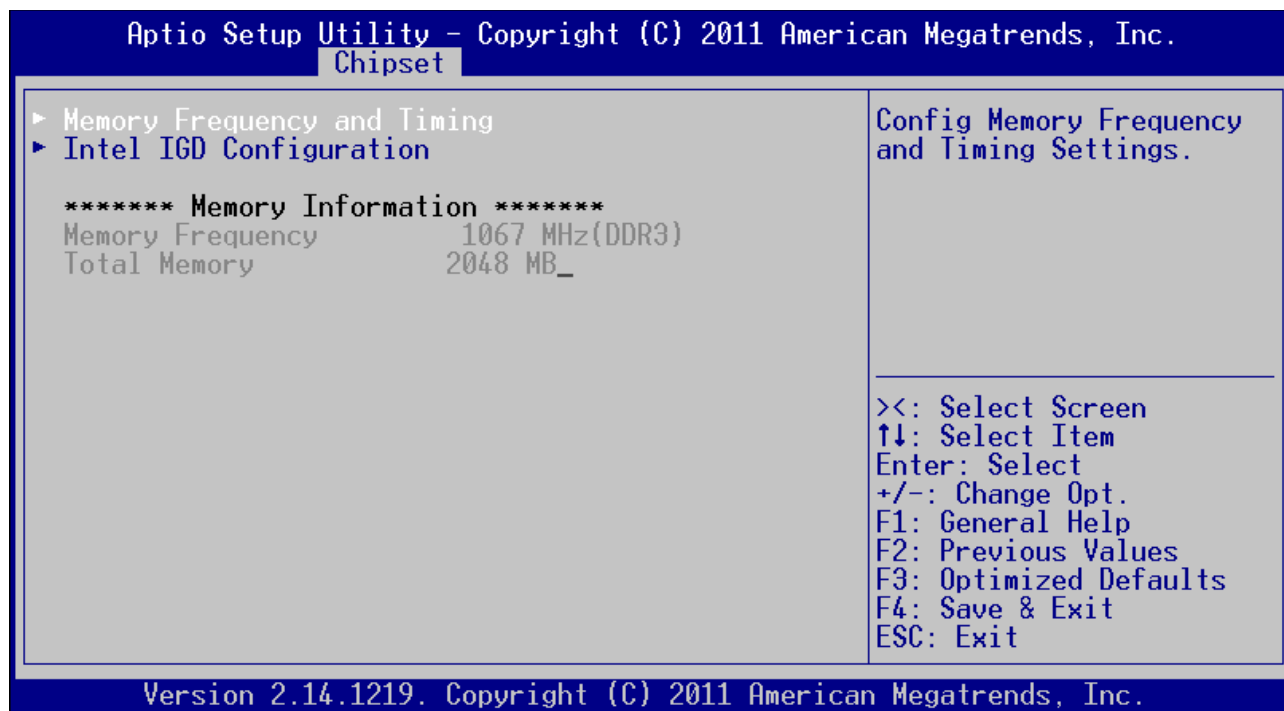 Aptio Setup Utility – Copyright (C) 2011 American Megatrends, Inc.
Chipset
► Memory Frequency and Timing
► Intel IGD Configuration
******* Memory Information *******
Memory Frequency 1067 MHz(DDR3)
Total Memory 2048 MB_
Config Memory Frequency
and Timing Settings.
><: Select Screen
↑↓: Select Item
Enter: Select
+/-: Change Opt.
F1: General Help
F2: Previous Values
F3: Optimized Defaults
F4: Save & Exit
ESC: Exit
Version 2.14.1219. Copyright (C) 2011 American Megatrends, Inc.